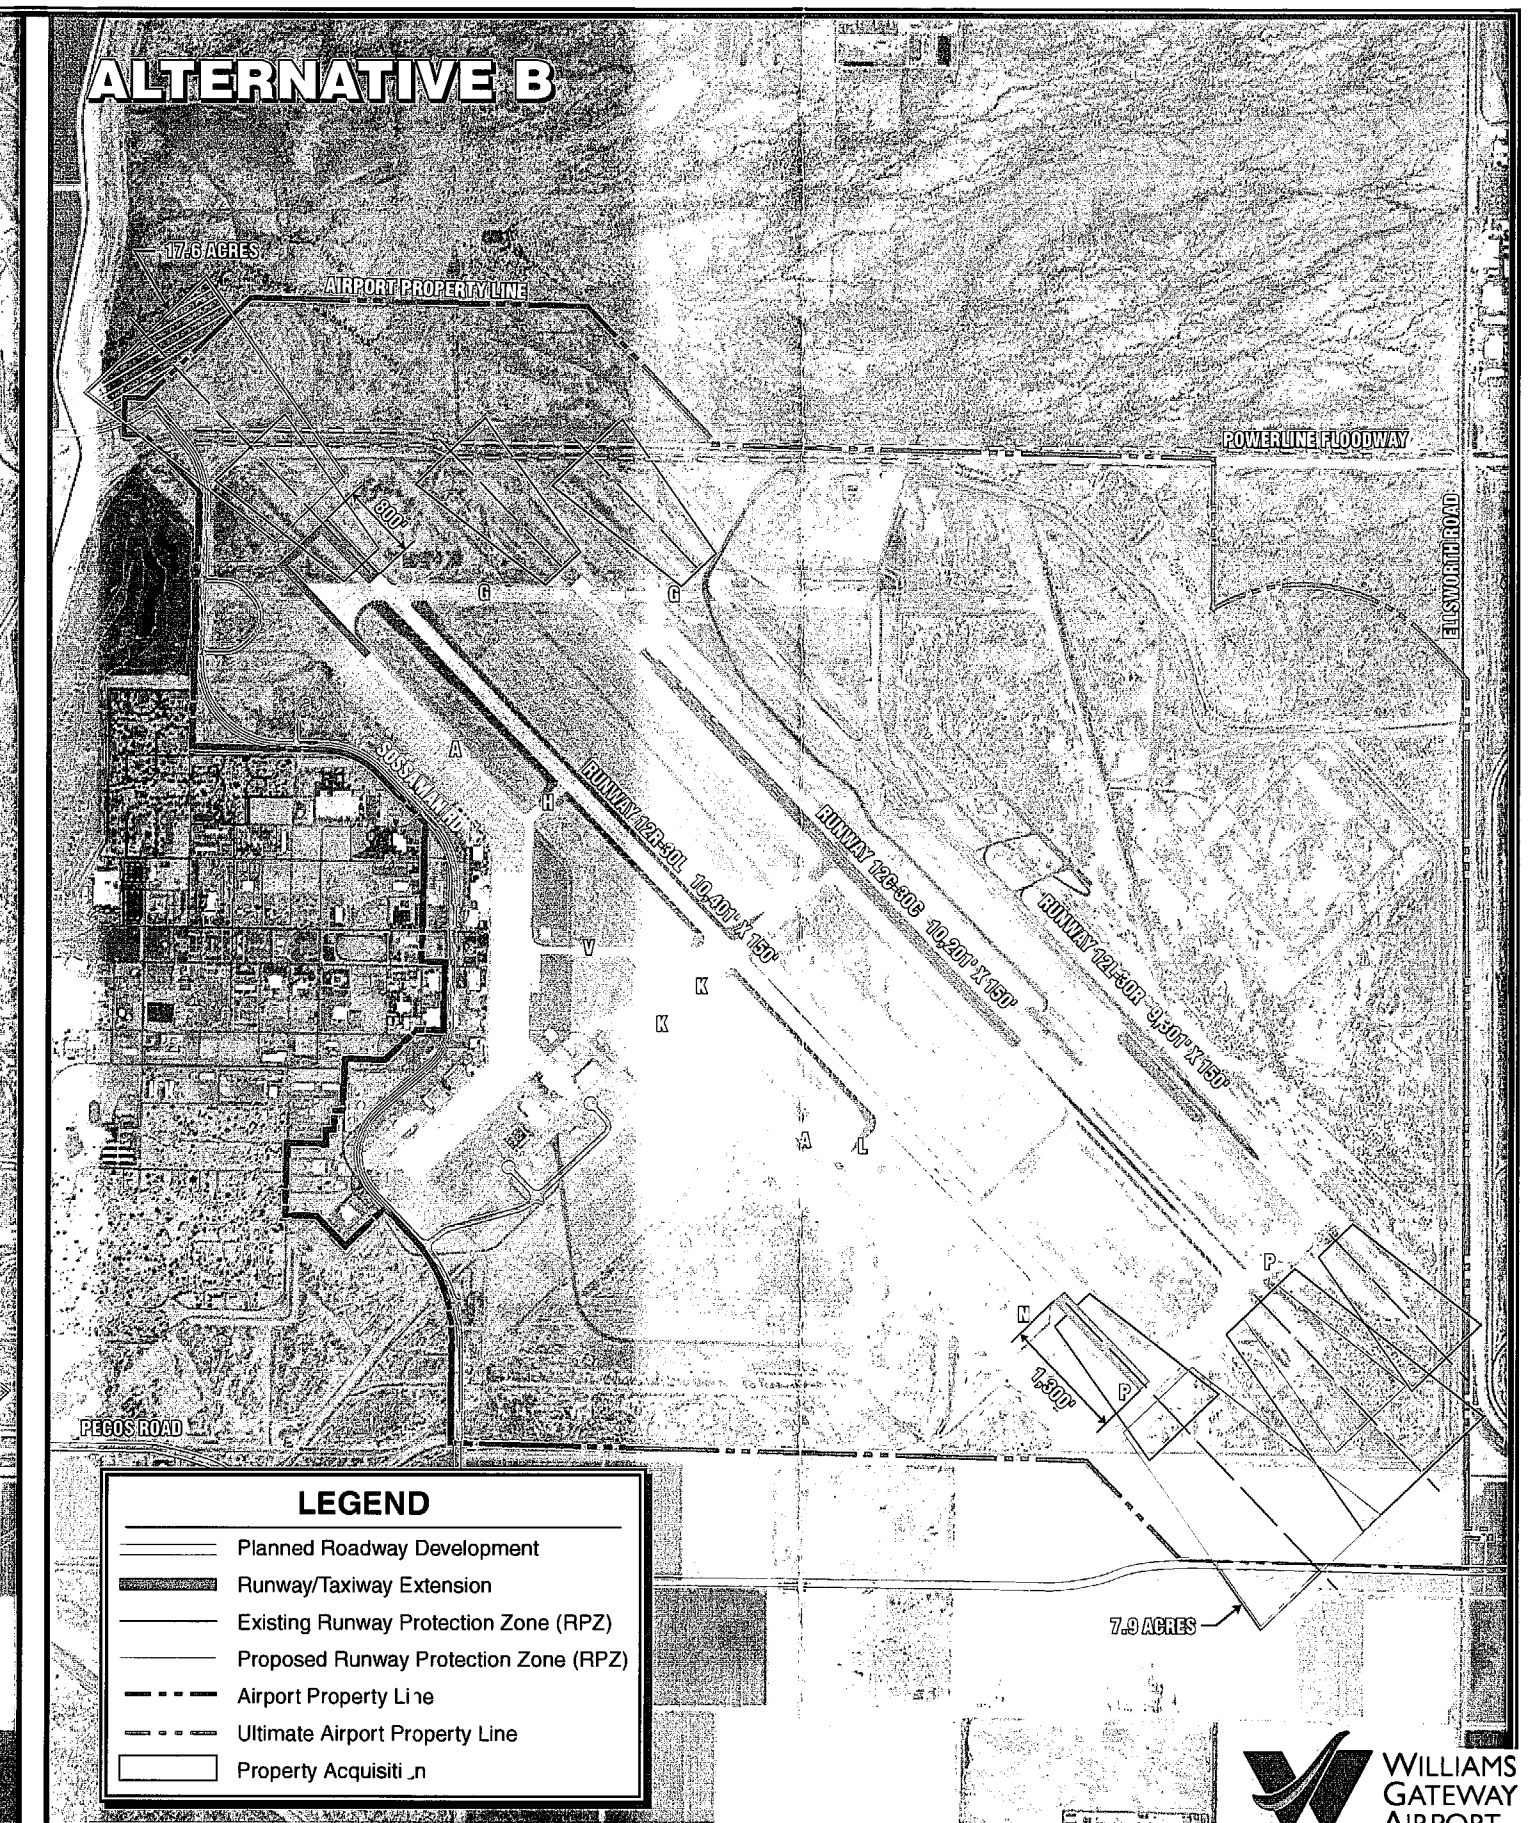 ALTERNATIVE B
17.6 ACRES
AIRPORT PROPERTY LINE
POWERLINE FLOODWAY
ELLSWORTH ROAD
800'
G
G
A
H
SOSSAMAN RD.
RUNWAY 12R-30L 10,401' X 150'
RUNWAY 12C-30C 10,201' X 150'
RUNWAY 12L-30R 9,301' X 150'
V
K
K
A
L
N
P
P
1,300'
PECOS ROAD
7.9 ACRES
LEGEND
Planned Roadway Development
Runway/Taxiway Extension
Existing Runway Protection Zone (RPZ)
Proposed Runway Protection Zone (RPZ)
Airport Property Line
Ultimate Airport Property Line
Property Acquisition
WILLIAMS
GATEWAY
AIRPORT